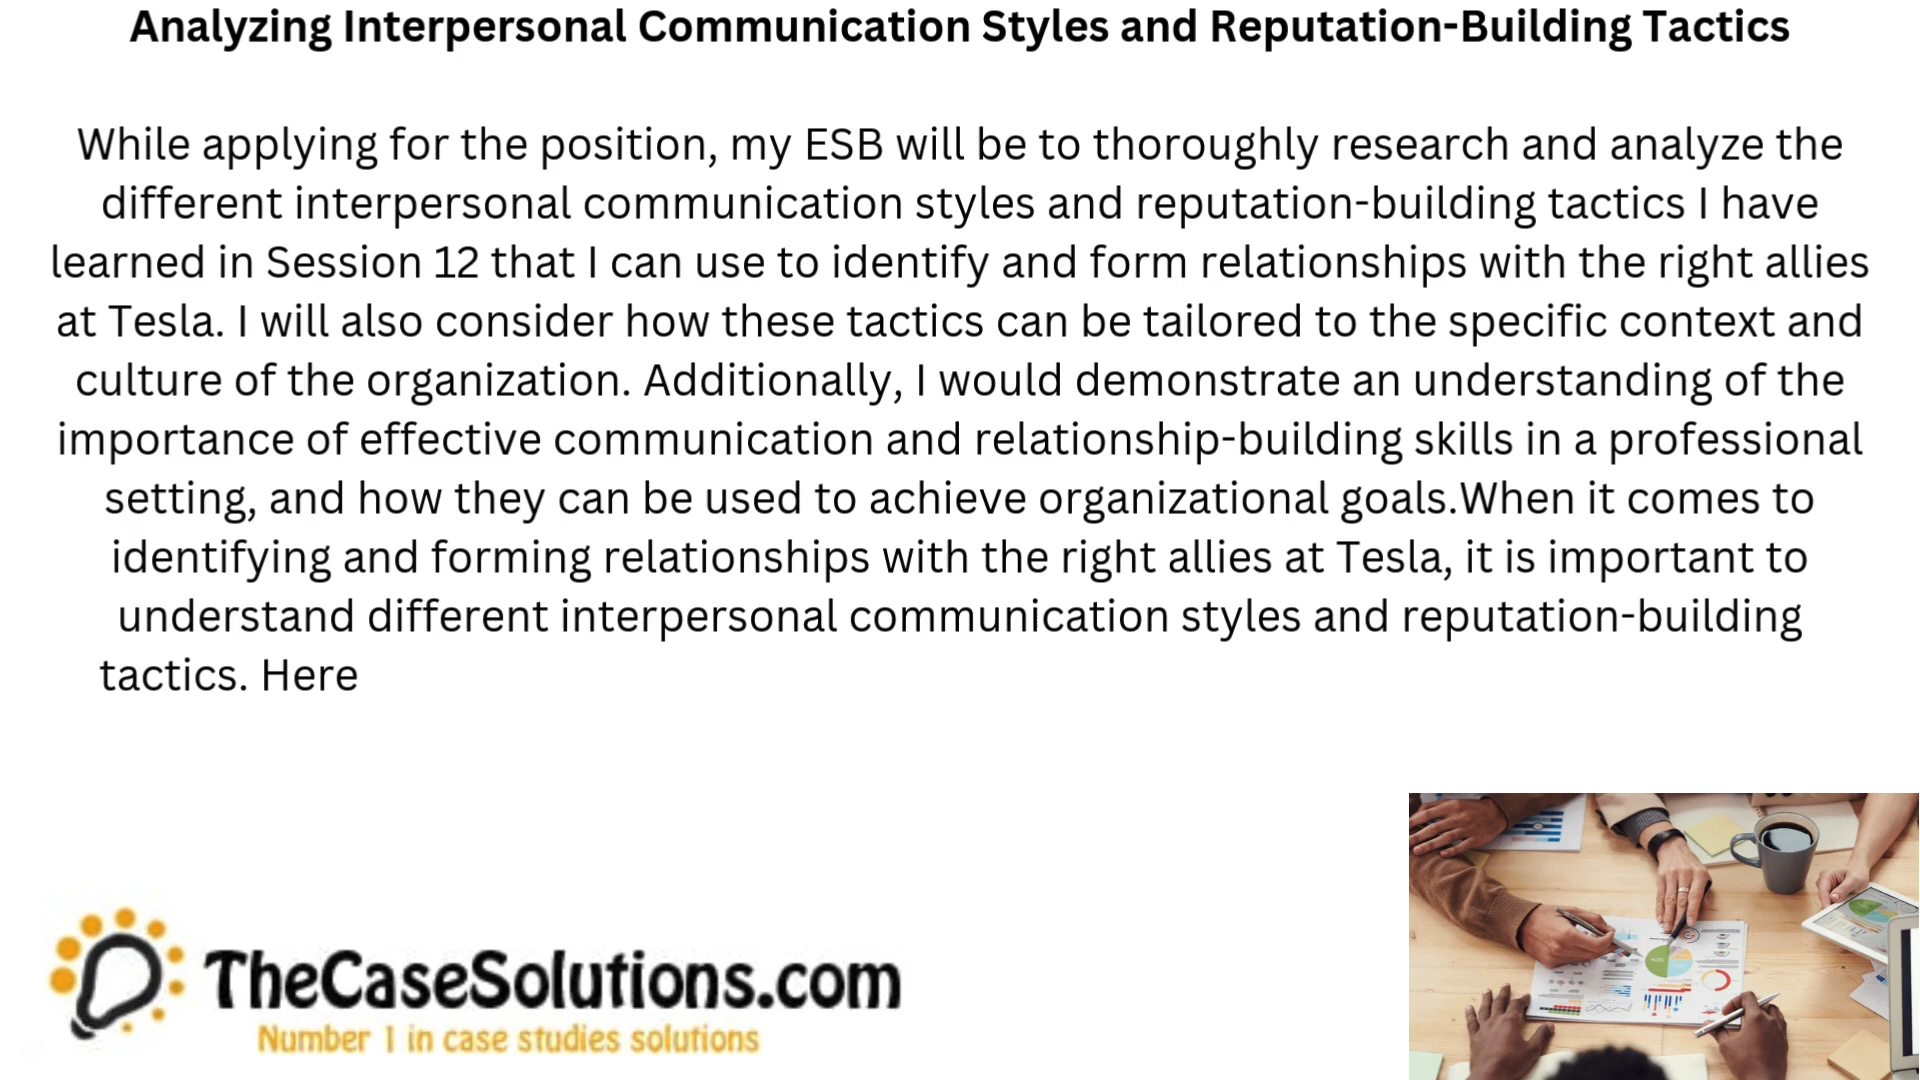 Analyzing Interpersonal Communication Styles and Reputation-Building Tactics
While applying for the position, my ESB will be to thoroughly research and analyze the
different interpersonal communication styles and reputation-building tactics I have
learned in Session 12 that I can use to identify and form relationships with the right allies
at Tesla. I will also consider how these tactics can be tailored to the specific context and
culture of the organization. Additionally, I would demonstrate an understanding of the
importance of effective communication and relationship-building skills in a professional
setting, and how they can be used to achieve organizational goals.When it comes to
identifying and forming relationships with the right allies at Tesla, it is important to
understand different interpersonal communication styles and reputation-building
tactics. Here
TheCaseSolutions.com
Number 1 in case studies solutions